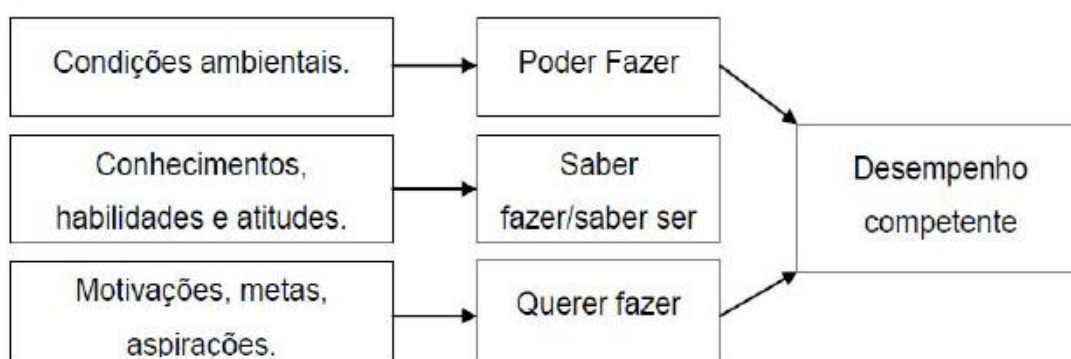 Condições ambientais.
Poder Fazer
Conhecimentos,
habilidades e atitudes.
Saber
fazer/saber ser
Motivações, metas,
aspirações.
Querer fazer
Desempenho
competente